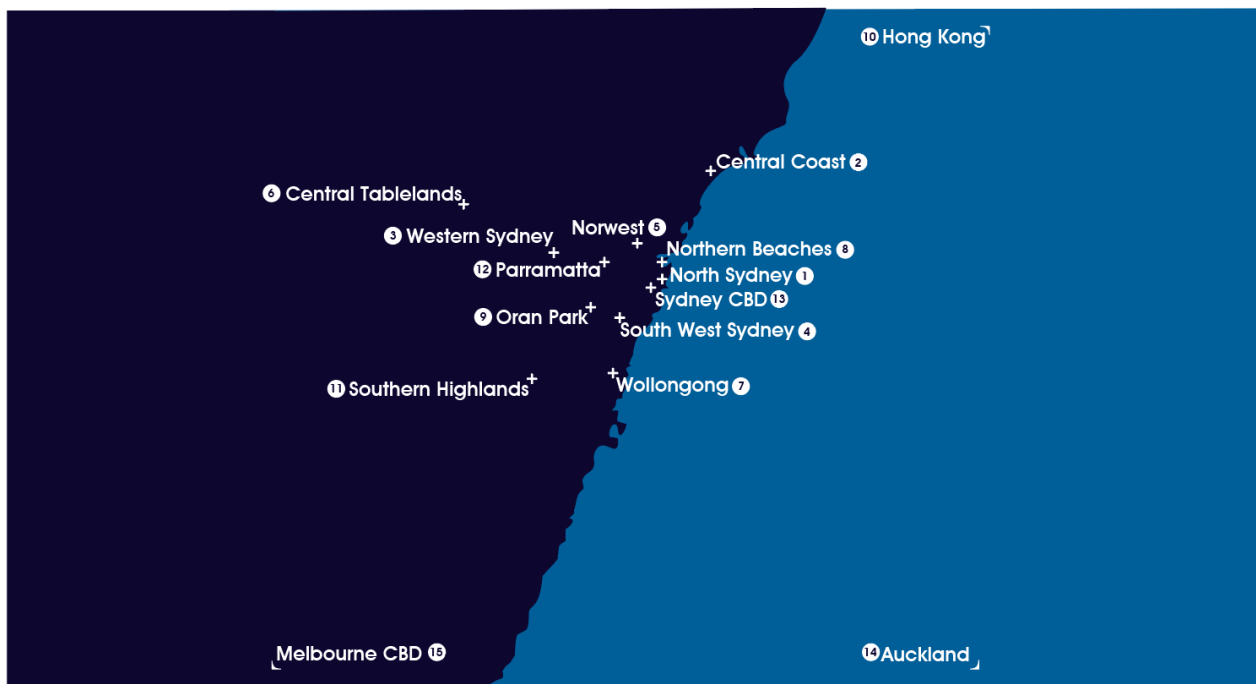 10 Hong Kong
Central Coast 2
6 Central Tablelands
Norwest 5
3 Western Sydney
Northern Beaches 8
12 Parramatta
North Sydney 1
Sydney CBD 13
9 Oran Park
South West Sydney 4
11 Southern Highlands
Wollongong 7
Melbourne CBD 15
14 Auckland